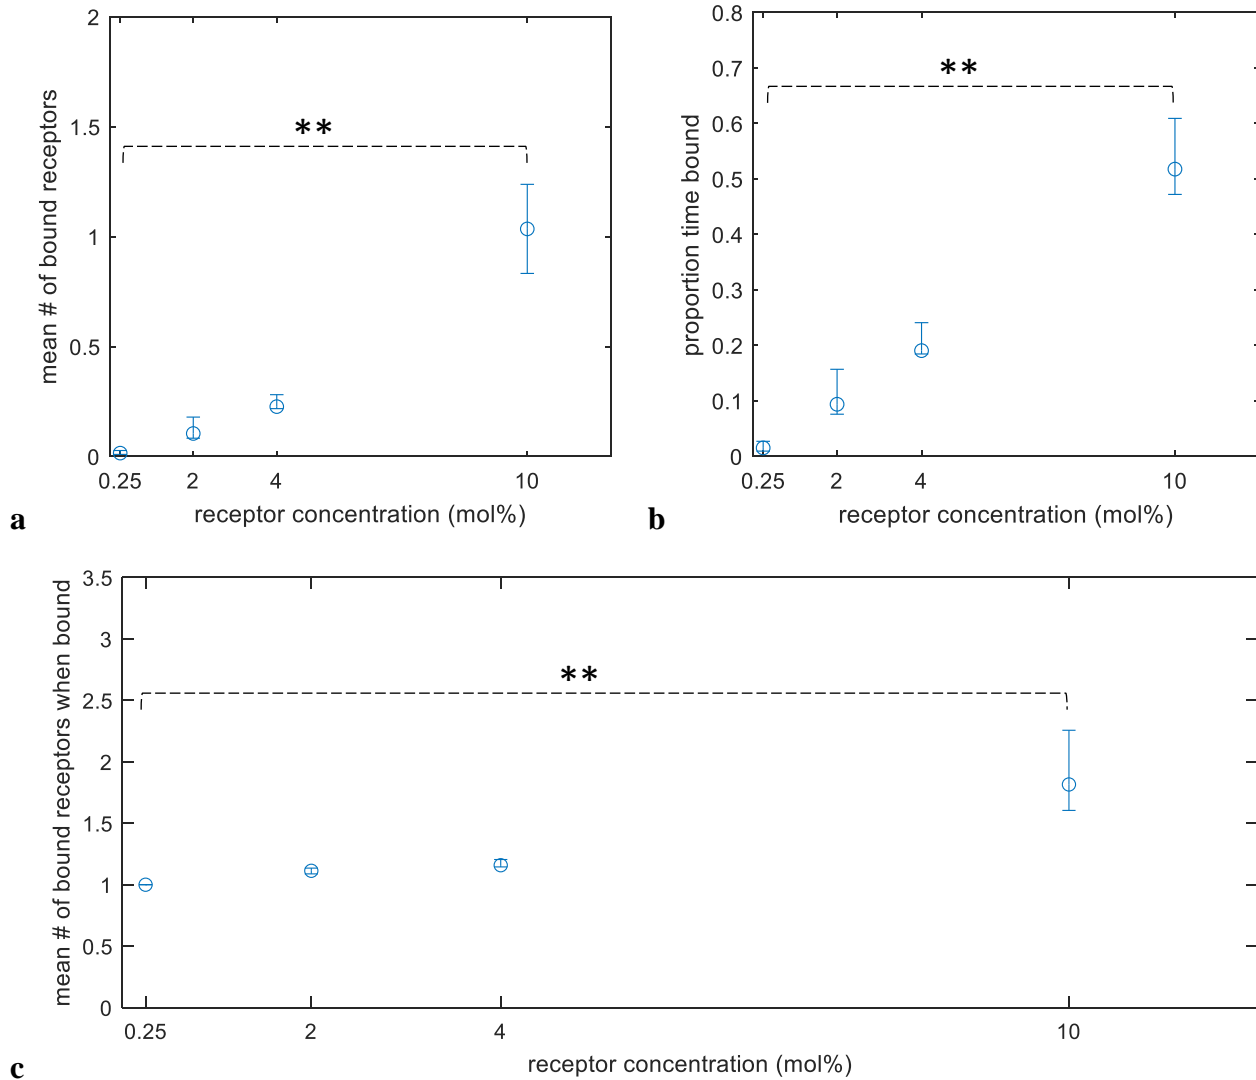 2
1.5
1
0.5
0
mean # of bound receptors
**
0.25 2 4 10
receptor concentration (mol%)
a
0.8
0.7
0.6
0.5
0.4
0.3
0.2
0.1
0
proportion time bound
**
0.25 2 4 10
receptor concentration (mol%)
b
3.5
3
2.5
2
1.5
1
0.5
0
mean # of bound receptors when bound
**
0.25 2 4 10
receptor concentration (mol%)
c